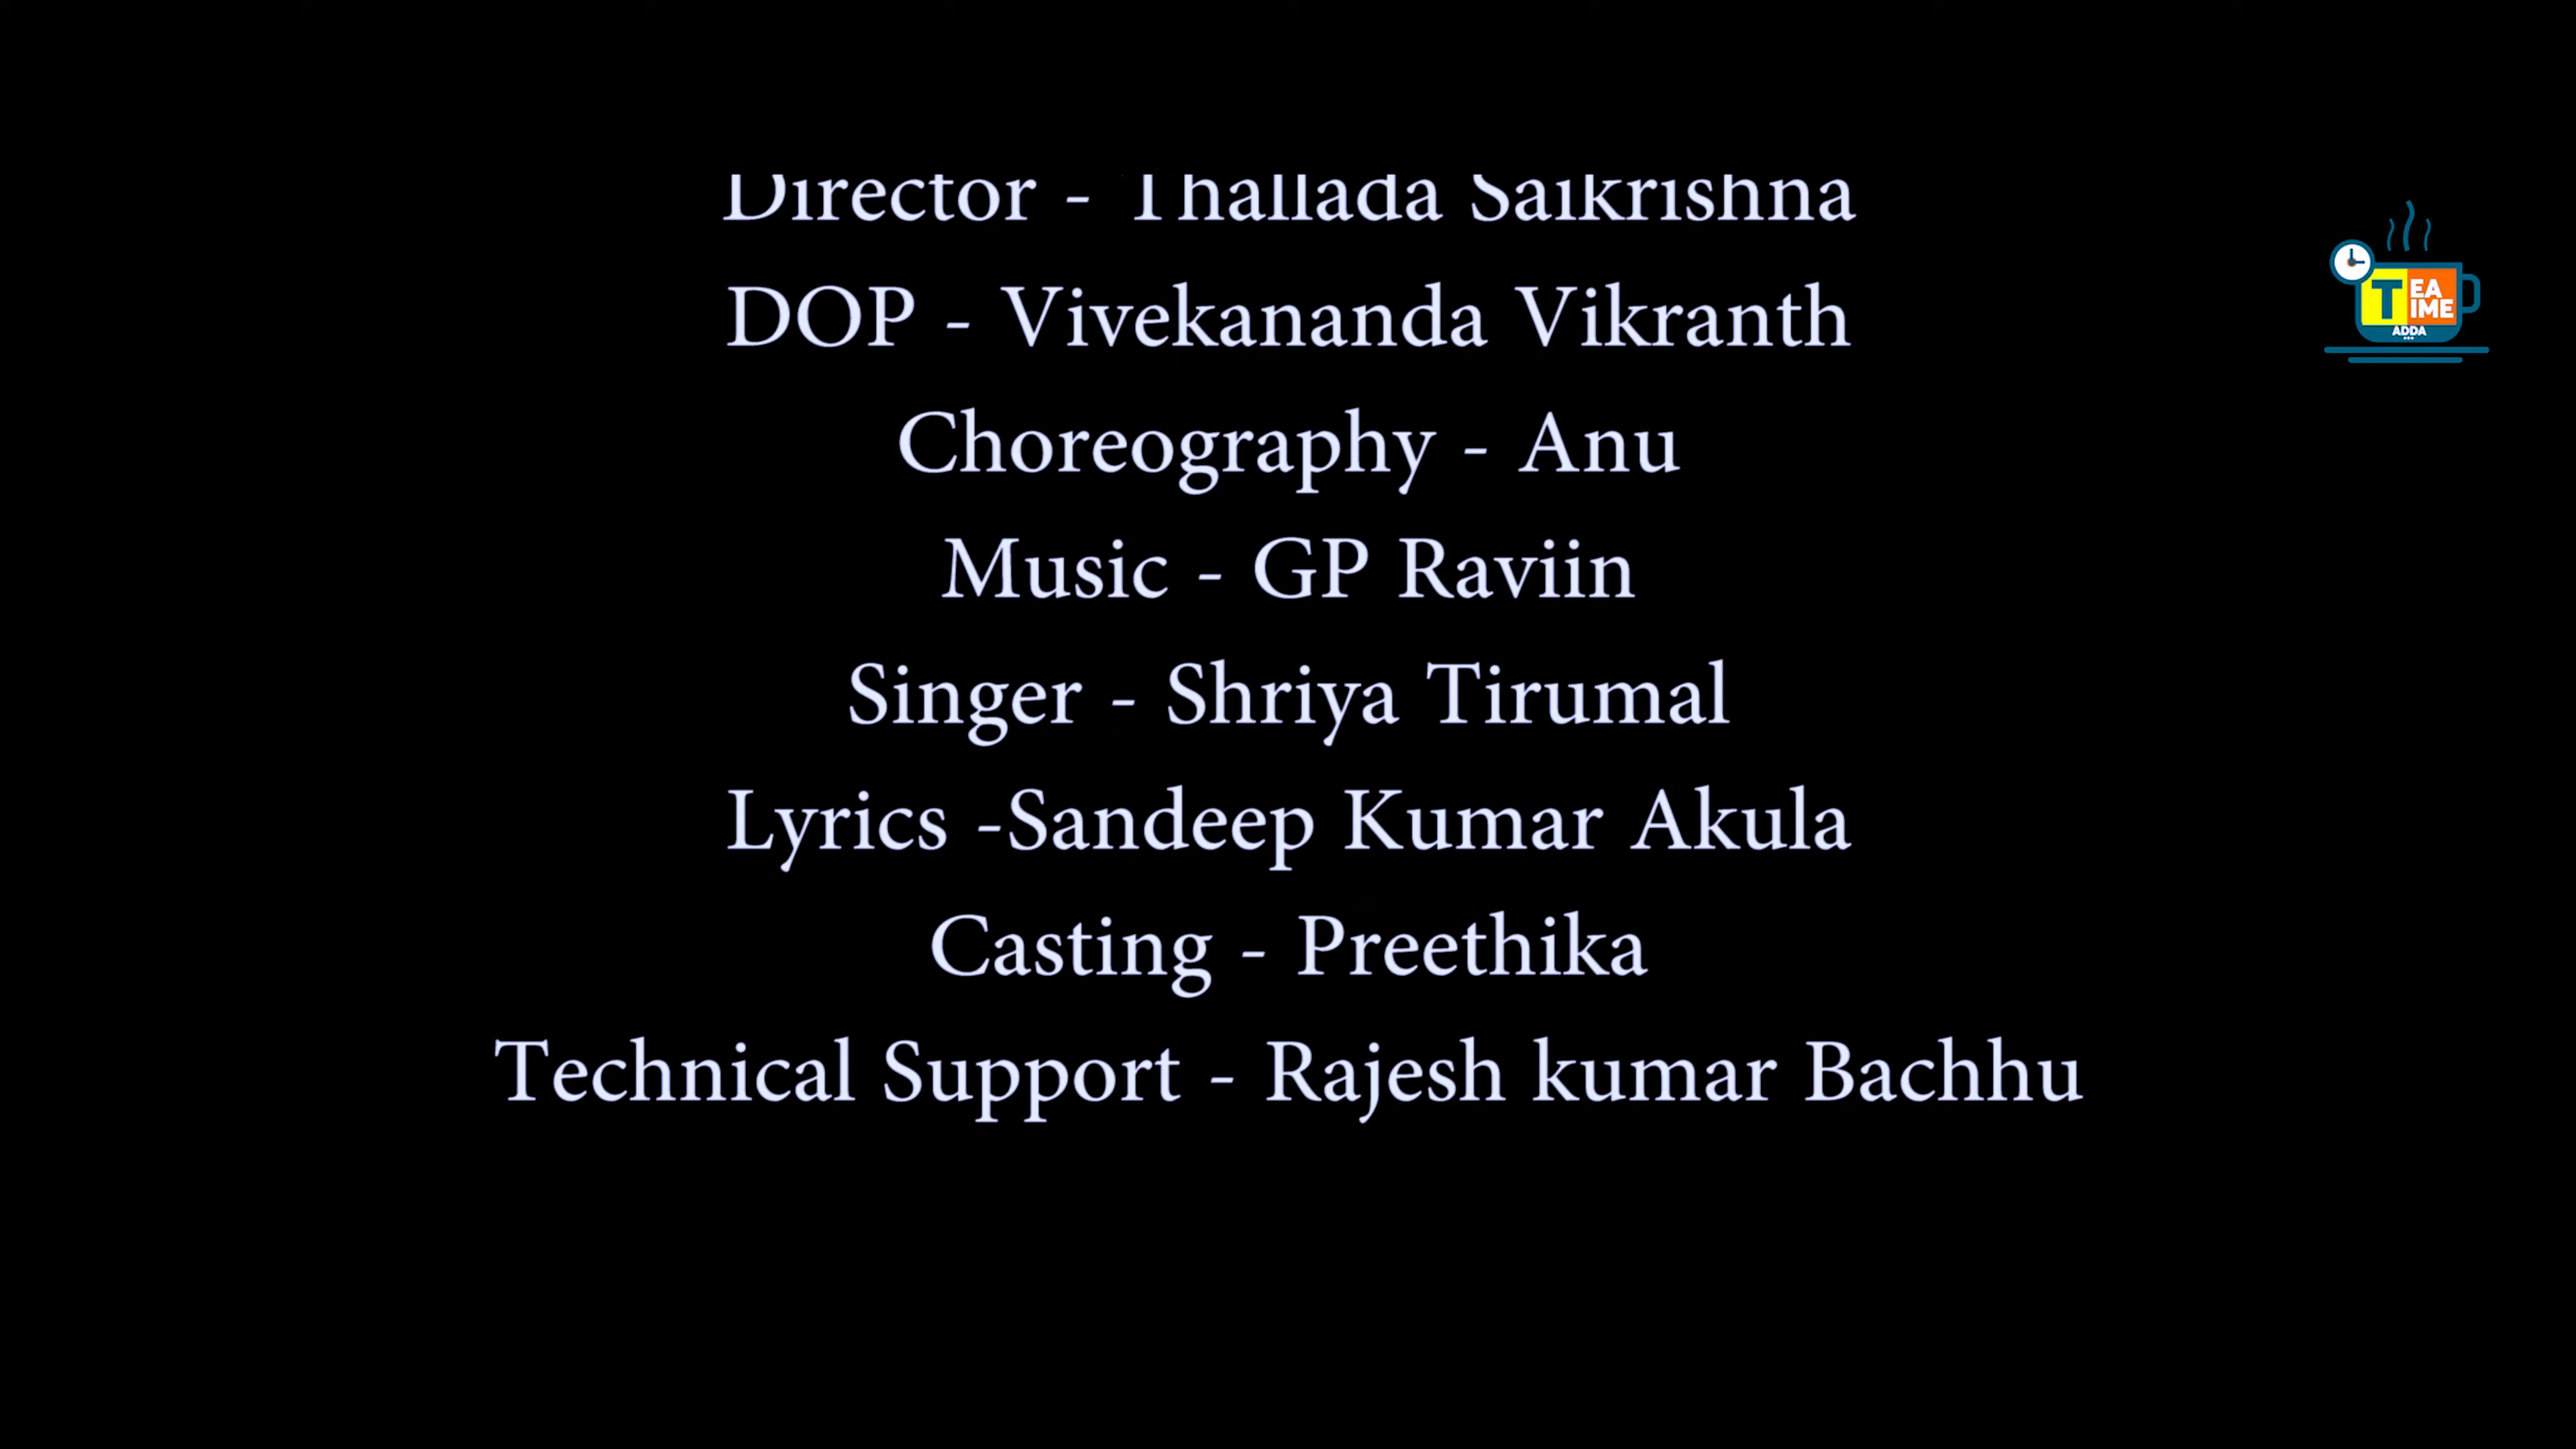 Director - Thallada Saikrishna
DOP - Vivekananda Vikranth
Choreography - Anu
Music - GP Raviin
Singer - Shriya Tirumal
Lyrics -Sandeep Kumar Akula
Casting - Preethika
Technical Support - Rajesh kumar Bachhu
TEA
TIME
ADDA